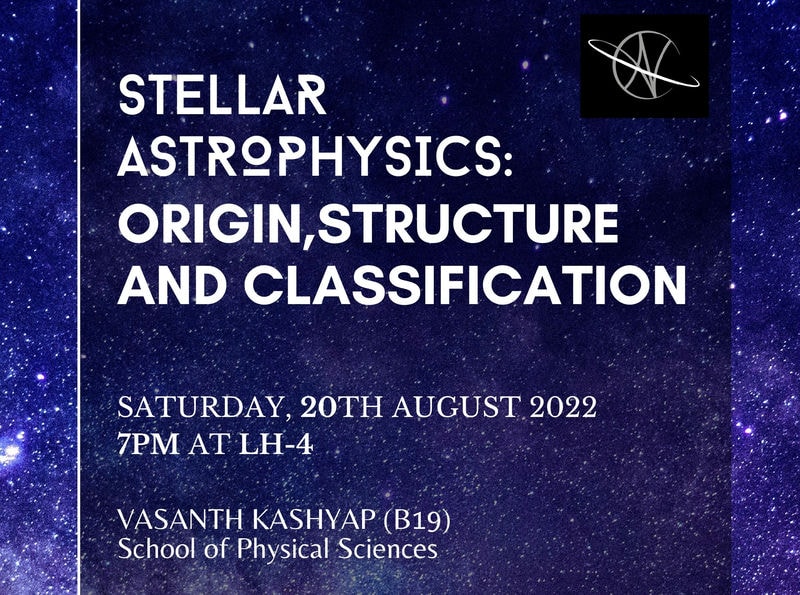 STELLAR
ASTROPHYSICS:
ORIGIN,STRUCTURE
AND CLASSIFICATION
SATURDAY, 20TH AUGUST 2022
7PM AT LH-4
VASANTH KASHYAP (B19)
School of Physical Sciences